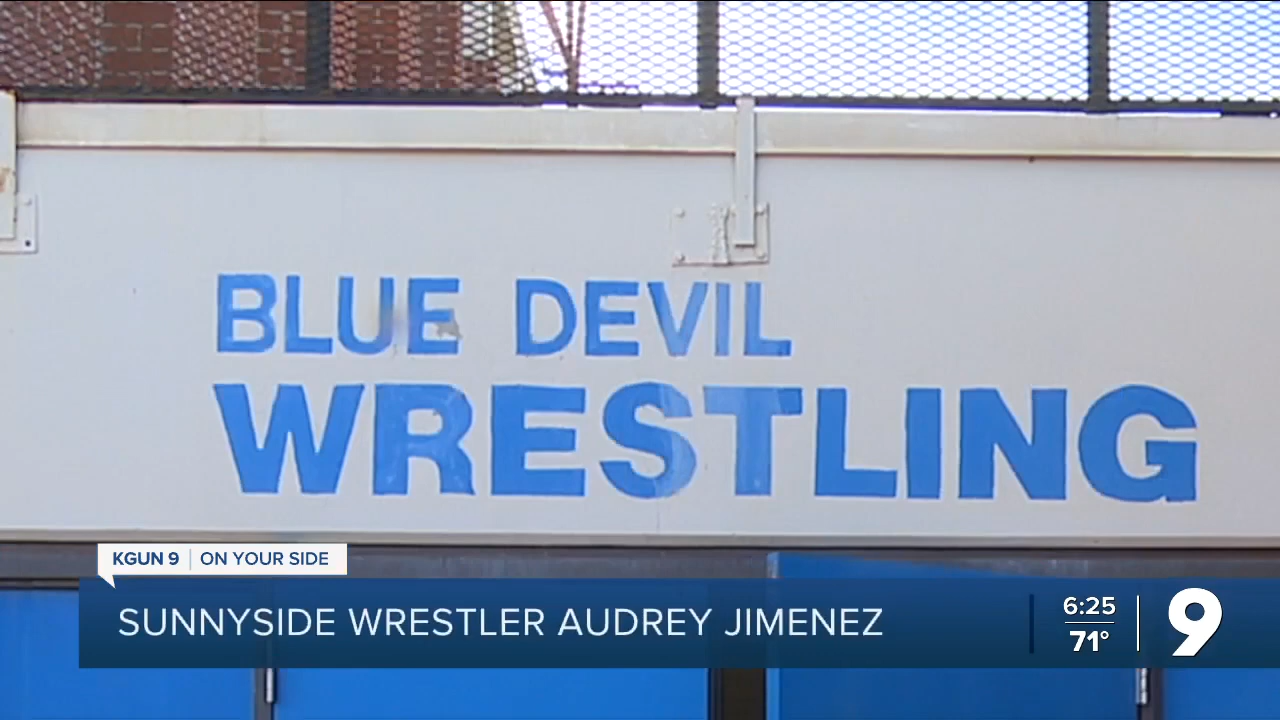 BLUE DEVIL
WRESTLING
KGUN 9 | ON YOUR SIDE
SUNNYSIDE WRESTLER AUDREY JIMENEZ
6:25
71°
9